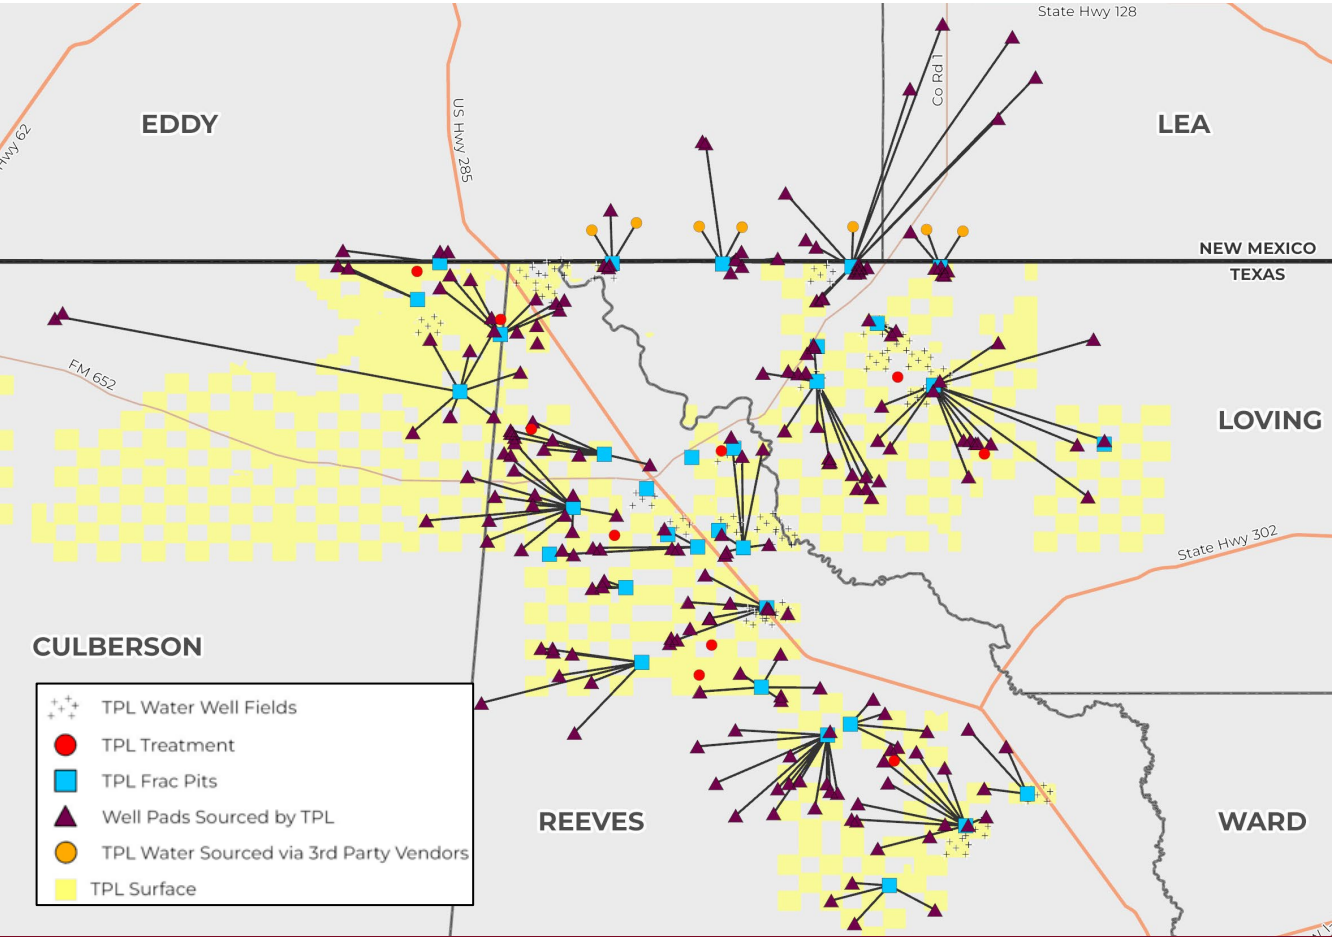 State Hwy 128
Co Rd 1
EDDY
LEA
US Hwy 285
Hwy 62
NEW MEXICO
TEXAS
FM 652
LOVING
State Hwy 302
CULBERSON
TPL Water Well Fields
TPL Treatment
TPL Frac Pits
Well Pads Sourced by TPL
TPL Water Sourced via 3rd Party Vendors
TPL Surface
REEVES
WARD